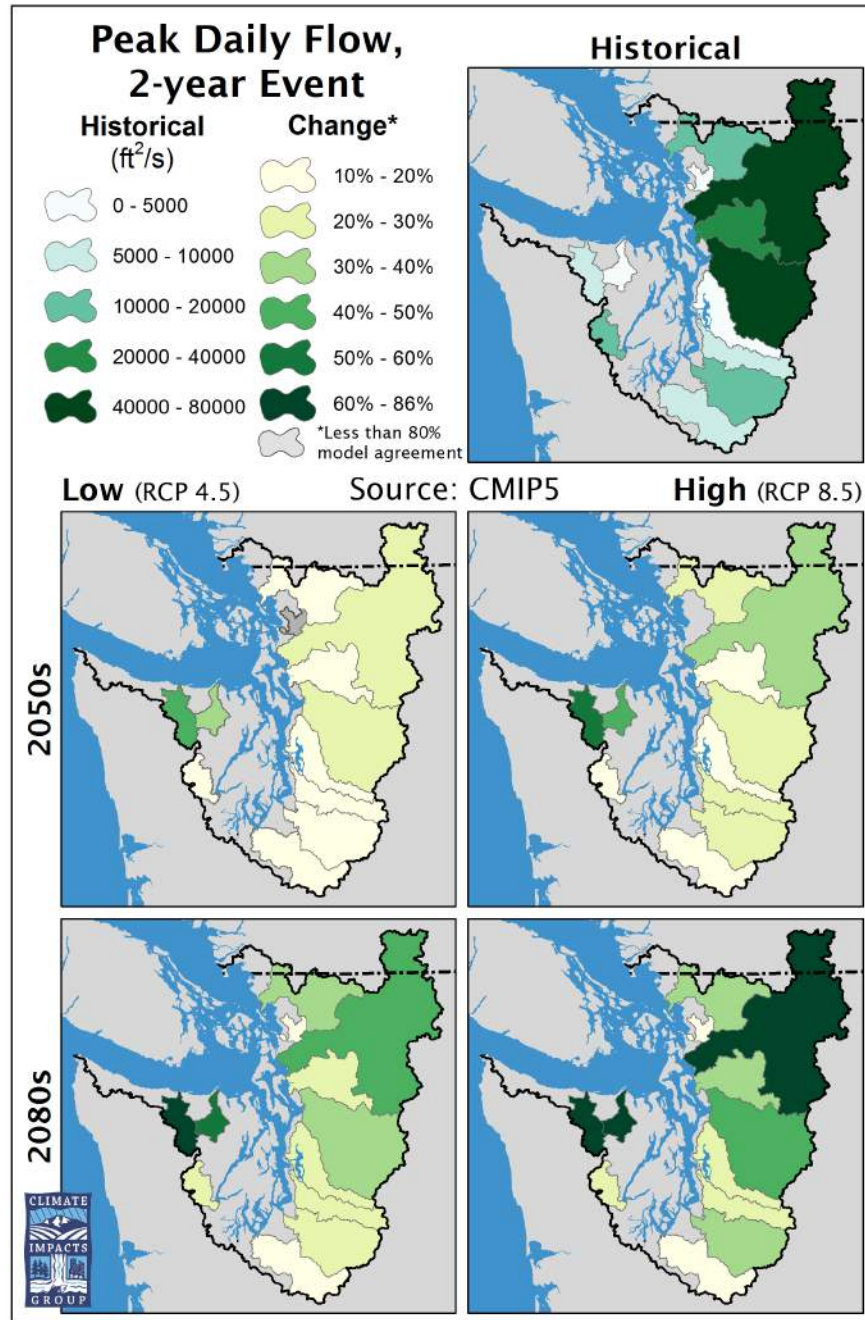 Peak Daily Flow,
2-year Event
Historical
(ft²/s)
0 - 5000
5000 - 10000
10000 - 20000
20000 - 40000
40000 - 80000
Change*
10% - 20%
20% - 30%
30% - 40%
40% - 50%
50% - 60%
60% - 86%
*Less than 80%
model agreement
Historical
Low (RCP 4.5)
Source: CMIP5
High (RCP 8.5)
2050s
2080s
CLIMATE
IMPACTS
GROUP